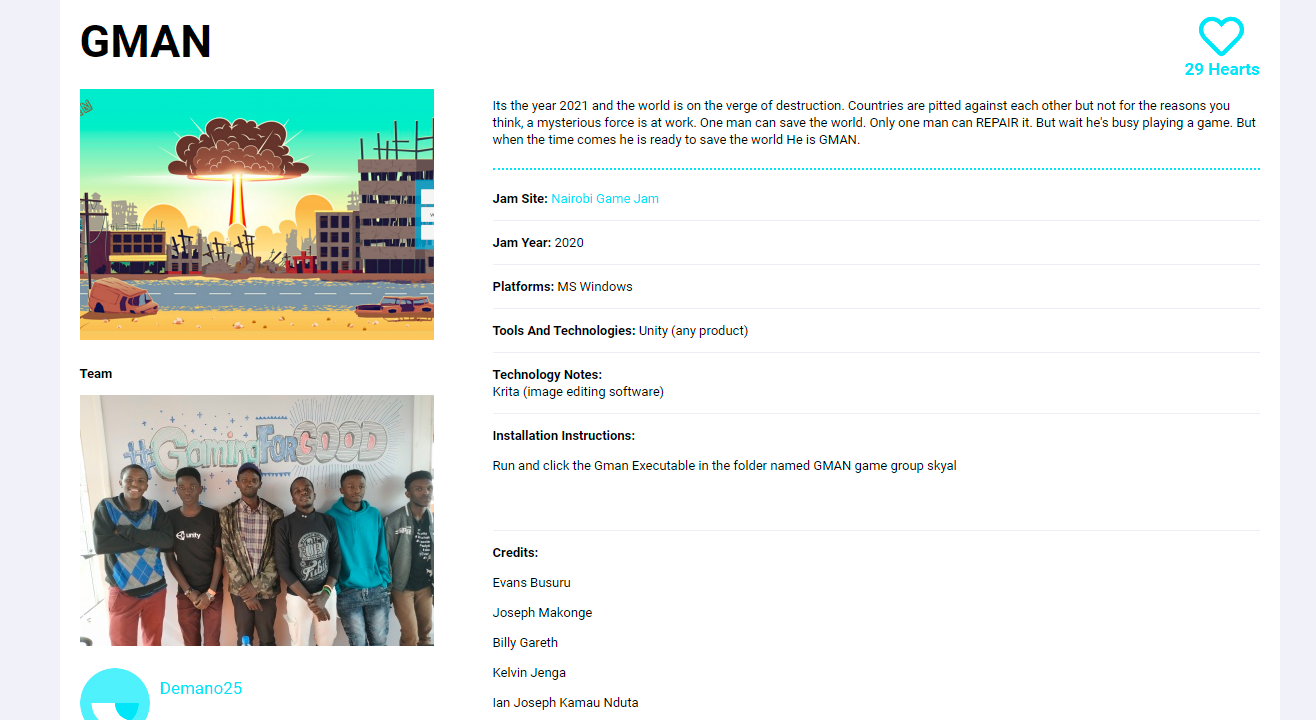 GMAN
29 Hearts
Its the year 2021 and the world is on the verge of destruction. Countries are pitted against each other but not for the reasons you
think, a mysterious force is at work. One man can save the world. Only one man can REPAIR it. But wait he's busy playing a game. But
when the time comes he is ready to save the world He is GMAN.
Jam Site: Nairobi Game Jam
Jam Year: 2020
Platforms: MS Windows
Tools And Technologies: Unity (any product)
Technology Notes:
Krita (image editing software)
Installation Instructions:
Run and click the Gman Executable in the folder named GMAN game group skyal
Credits:
Evans Busuru
Joseph Makonge
Billy Gareth
Kelvin Jenga
Ian Joseph Kamau Nduta
Team
#GamingForGOOD
unity
Demano25